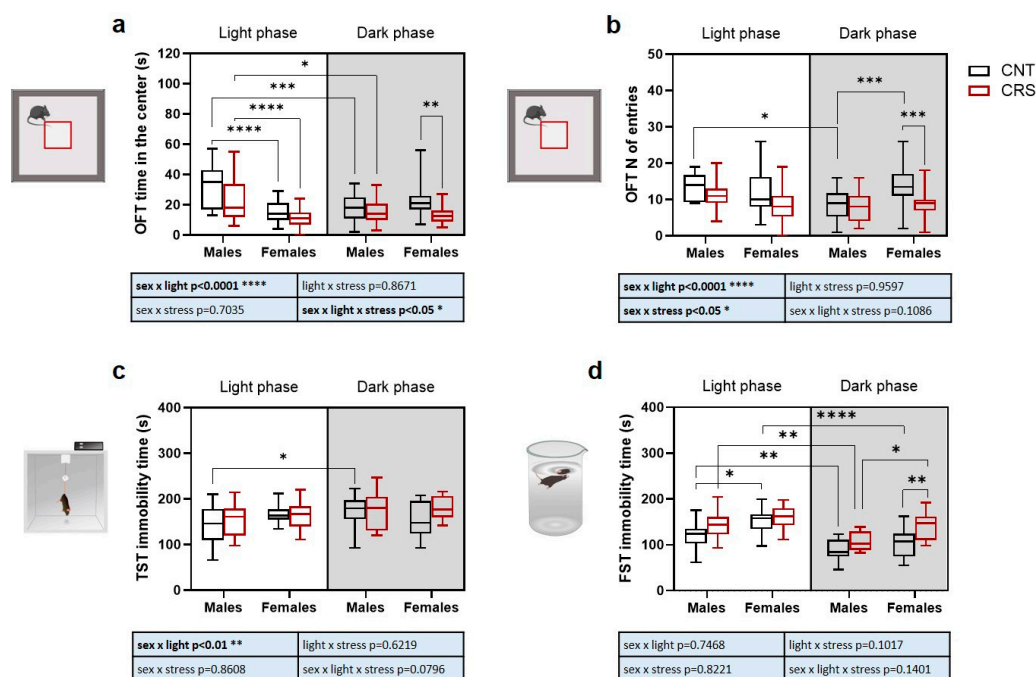 a
Light phase Dark phase
OFT time in the center (s)
120
100
80
60
40
20
0
*
***
****
****
**
Males Females Males Females
sex x light p<0.0001 **** light x stress p=0.8671
sex x stress p=0.7035 sex x light x stress p<0.05 *
b
Light phase Dark phase
OFT N of entries
50
40
30
20
10
0
***
*
***
CNT
CRS
Males Females Males Females
sex x light p<0.0001 **** light x stress p=0.9597
sex x stress p<0.05 * sex x light x stress p=0.1086
c
Light phase Dark phase
TST immobility time (s)
400
300
200
100
0
*
Males Females Males Females
sex x light p<0.01 ** light x stress p=0.6219
sex x stress p=0.8608 sex x light x stress p=0.0796
d
Light phase Dark phase
FST immobility time (s)
400
300
200
100
0
****
**
**
*
*
**
Males Females Males Females
sex x light p=0.7468 light x stress p=0.1017
sex x stress p=0.8221 sex x light x stress p=0.1401